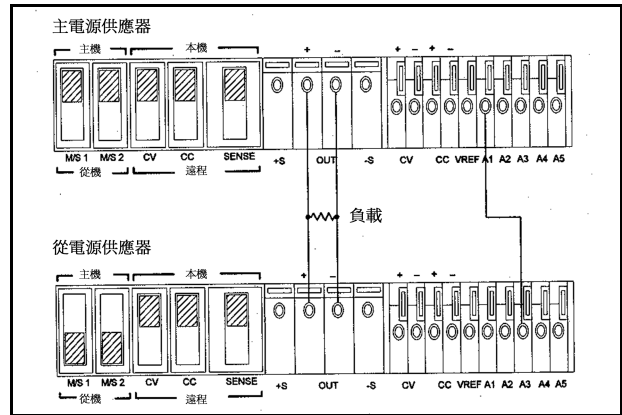 主電源供應器
主機 本機 + − + − + −
M/S 1 M/S 2 CV CC SENSE +S OUT -S CV CC VREF A1 A2 A3 A4 A5
從機 遠程
負載
從電源供應器
主機 本機 + − + − + −
M/S 1 M/S 2 CV CC SENSE +S OUT -S CV CC VREF A1 A2 A3 A4 A5
從機 遠程